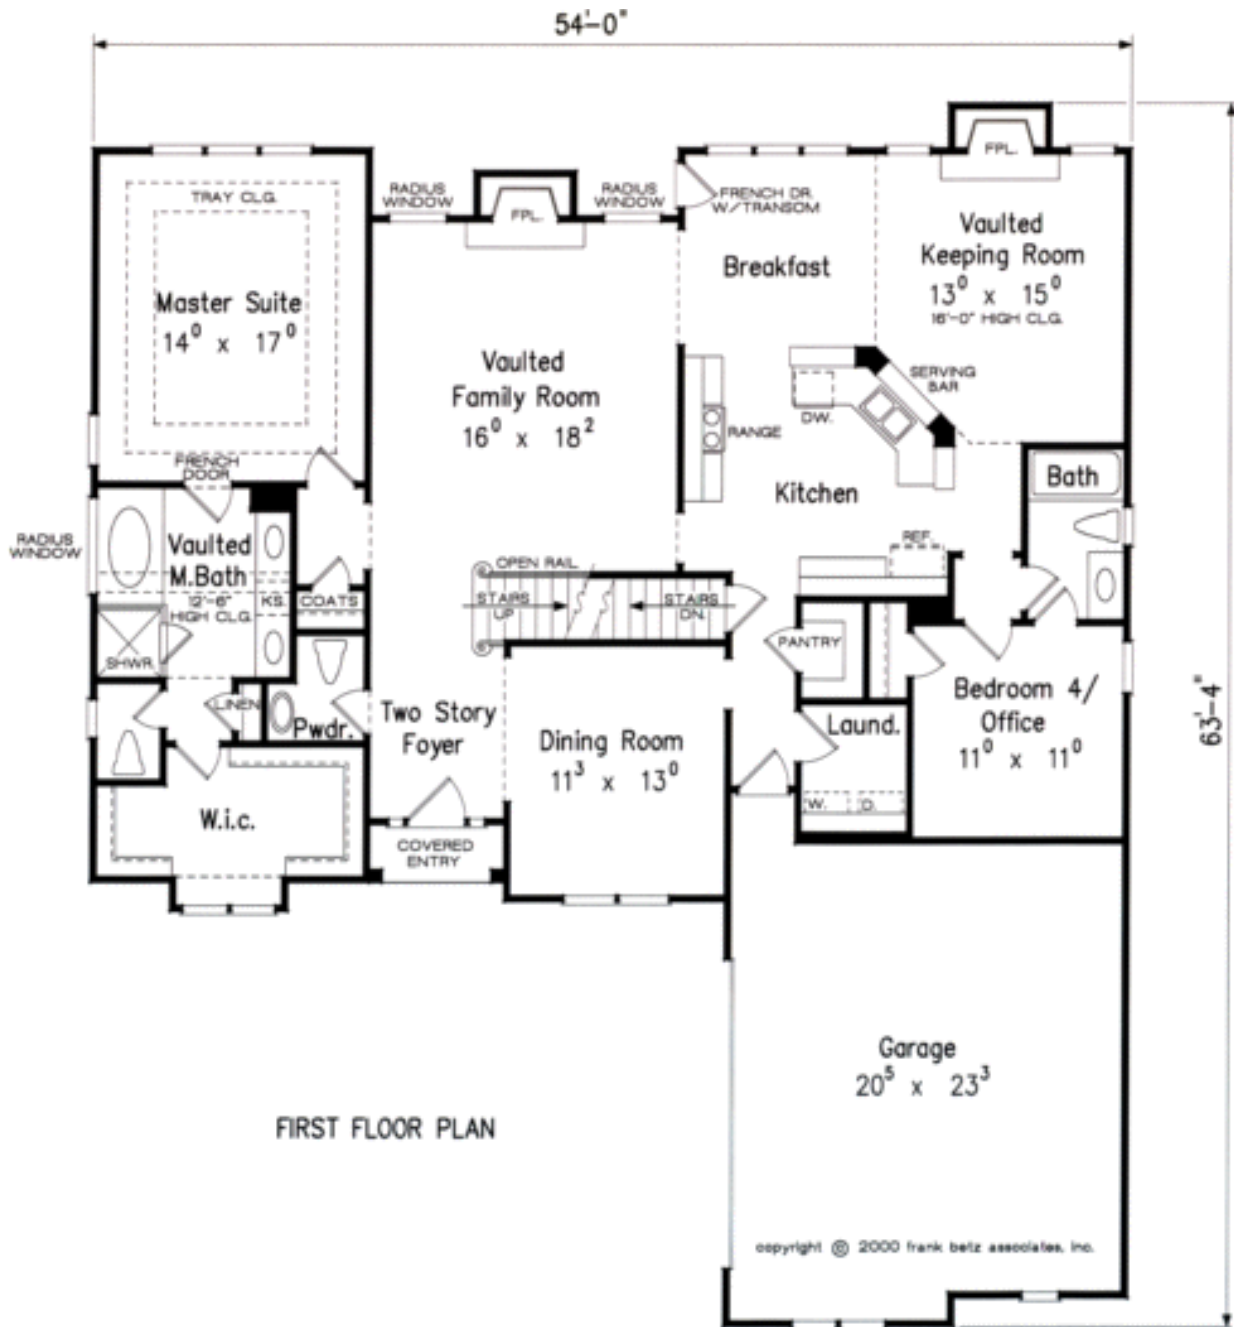 54'-0"
FPL.
TRAY CLG.
RADIUS
WINDOW
FPL.
RADIUS
WINDOW
FRENCH DR.
W/TRANSOM
Vaulted
Keeping Room
13⁰ x 15⁰
16'-0" HIGH CLG.
Breakfast
Master Suite
14⁰ x 17⁰
Vaulted
Family Room
16⁰ x 18²
SERVING
BAR
DW.
RANGE
FRENCH
DOOR
Kitchen
Bath
RADIUS
WINDOW
Vaulted
M.Bath
12'-6"
HIGH CLG.
KS.
COATS
OPEN RAIL
REF.
STAIRS
UP
STAIRS
DN.
SHWR.
PANTRY
LINEN
Pwdr.
Two Story
Foyer
Dining Room
11³ x 13⁰
Laund.
Bedroom 4/
Office
11⁰ x 11⁰
63'-4"
W.
D.
W.i.c.
COVERED
ENTRY
Garage
20⁵ x 23³
FIRST FLOOR PLAN
copyright © 2000 frank betz associates, inc.